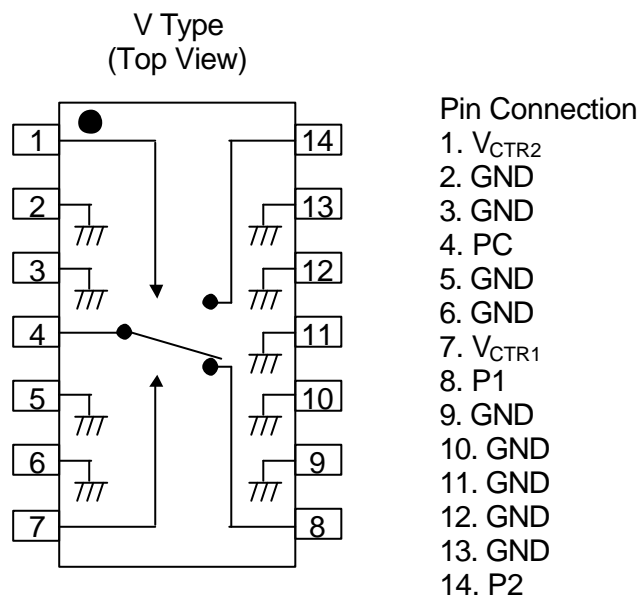 V Type
(Top View)
1
2
3
4
5
6
7
14
13
12
11
10
9
8
Pin Connection
1. VCTR2
2. GND
3. GND
4. PC
5. GND
6. GND
7. VCTR1
8. P1
9. GND
10. GND
11. GND
12. GND
13. GND
14. P2